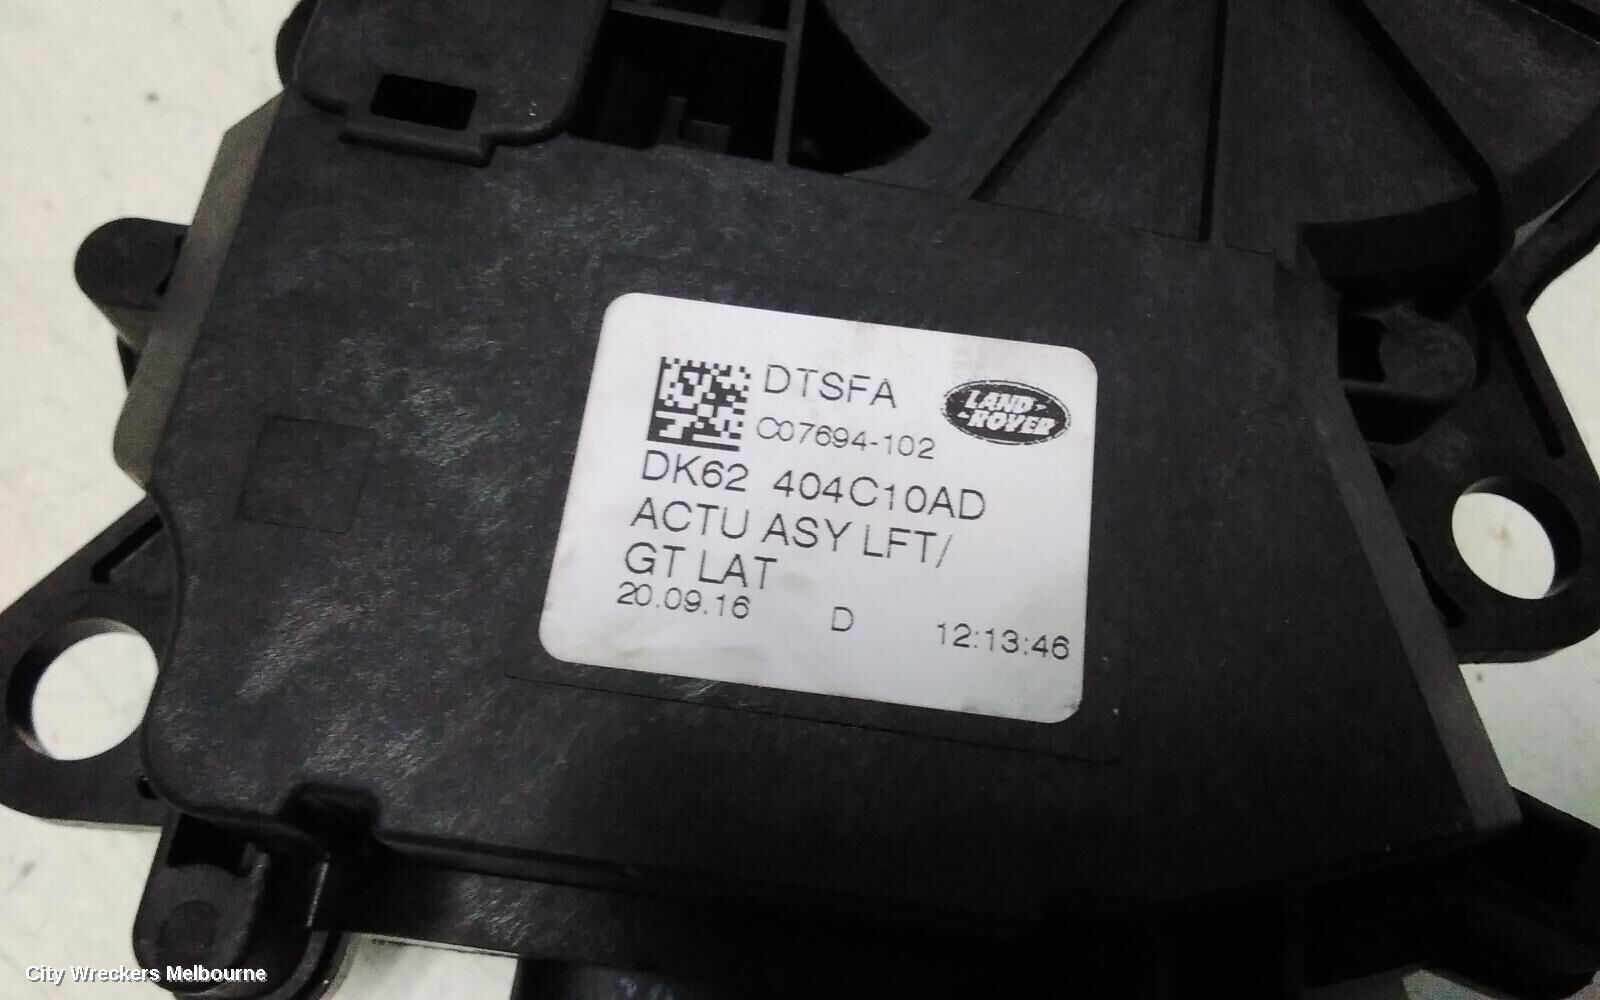 DTSFA
LAND
ROVER
C07694-102
DK62 404C10AD
ACTU ASY LFT/
GT LAT
20.09.16 D 12:13:46
City Wreckers Melbourne